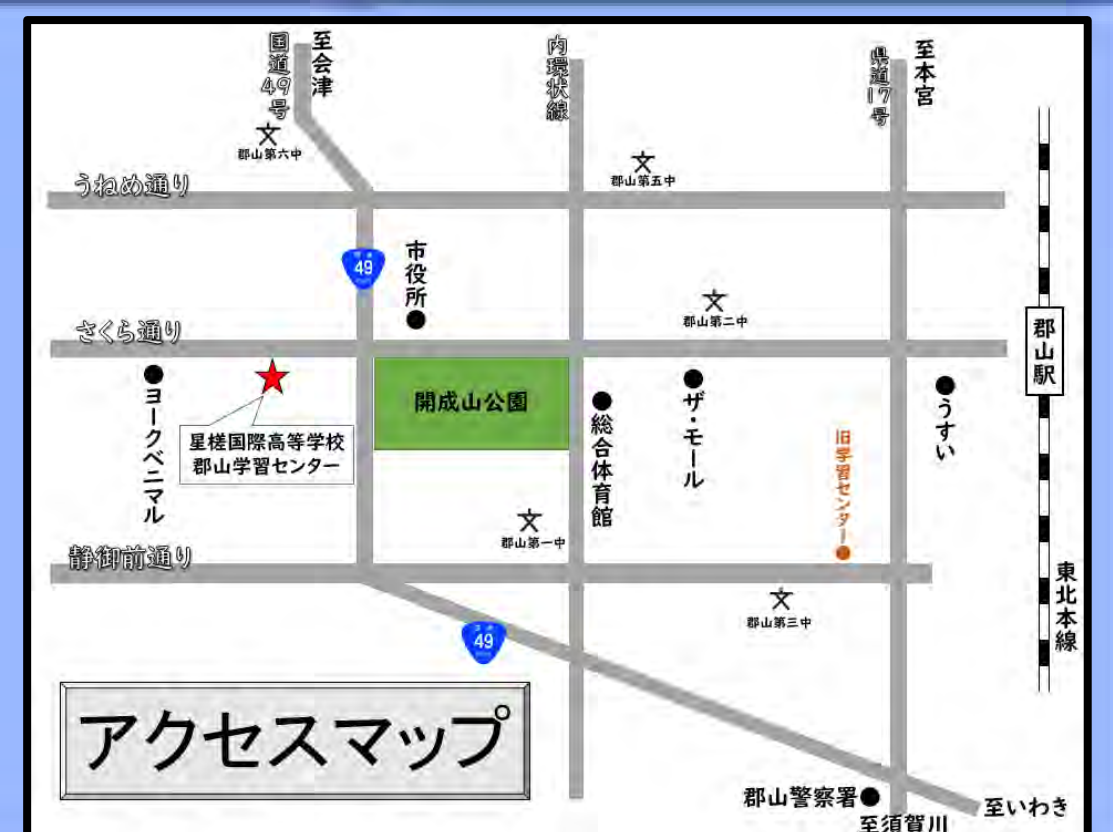 国道49号
至会津
内環状線
県道17号
至本宮
郡山第六中
郡山第五中
うねめ通り
49
市役所
郡山第二中
さくら通り
郡山駅
ヨークベニマル
開成山公園
総合体育館
ザ・モール
うすい
星槎国際高等学校
郡山学習センター
旧学習センター
郡山第一中
静御前通り
東北本線
郡山第三中
49
アクセスマップ
郡山警察署
至いわき
至須賀川